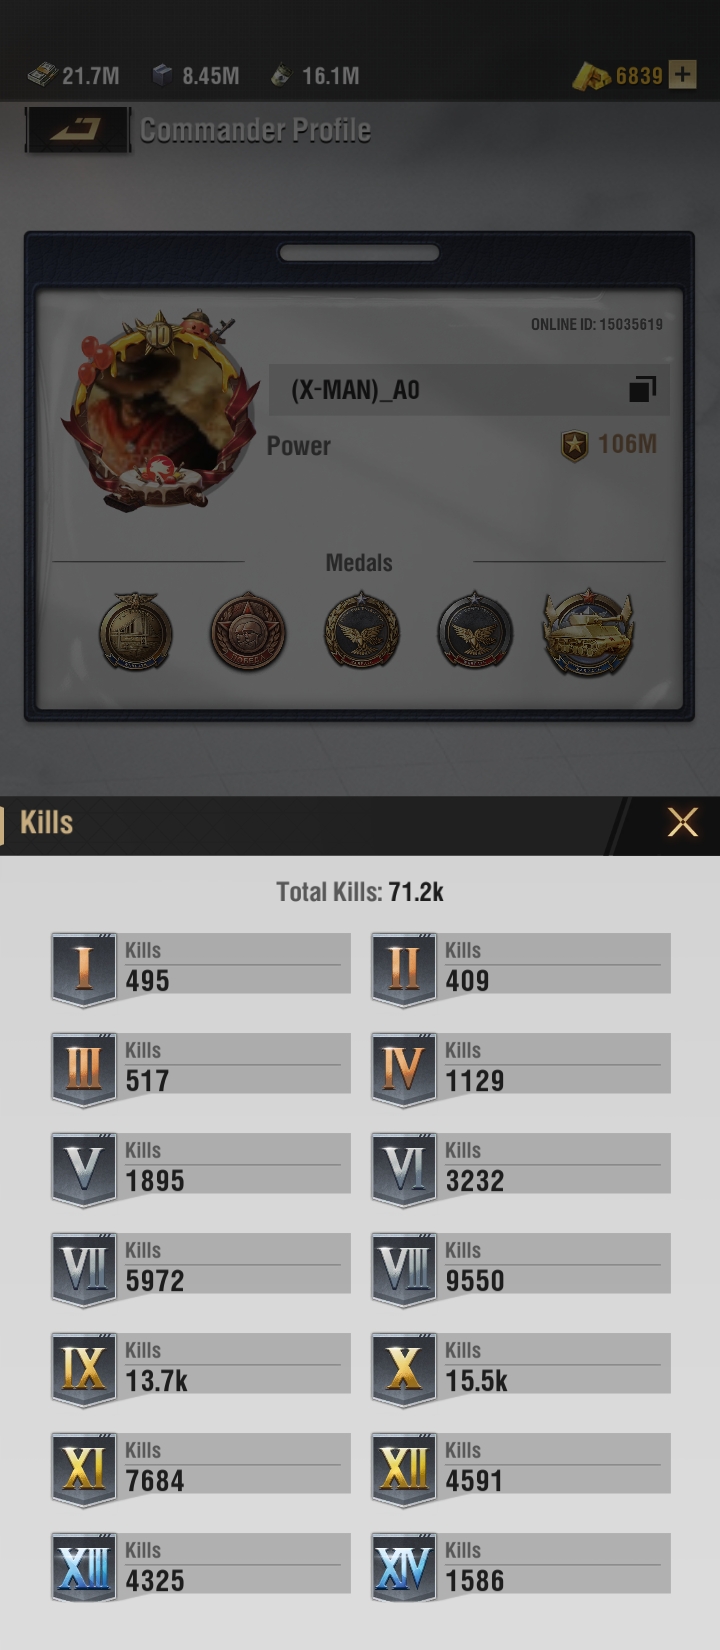 21.7M 8.45M 16.1M 6839 +
Commander Profile
10
ONLINE ID: 15035619
(X-MAN)_A0
Power 106M
Medals
Kills
Total Kills: 71.2k
I Kills 495
II Kills 409
III Kills 517
IV Kills 1129
V Kills 1895
VI Kills 3232
VII Kills 5972
VIII Kills 9550
IX Kills 13.7k
X Kills 15.5k
XI Kills 7684
XII Kills 4591
XIII Kills 4325
XIV Kills 1586